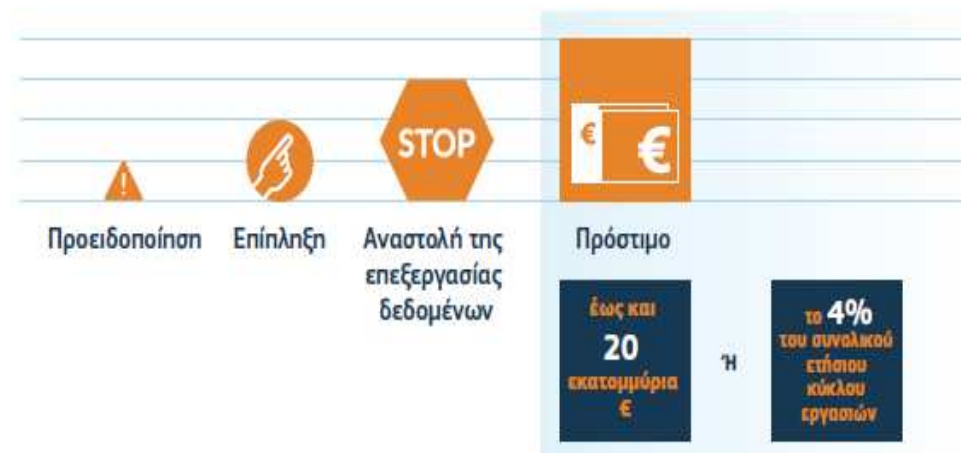 !
STOP
€ €
Προειδοποίηση
Επίπληξη
Αναστολή της
επεξεργασίας
δεδομένων
Πρόστιμο
έως και
20
εκατομμύρια
€
Ή
το 4%
του συνολικού
ετήσιου
κύκλου
εργασιών